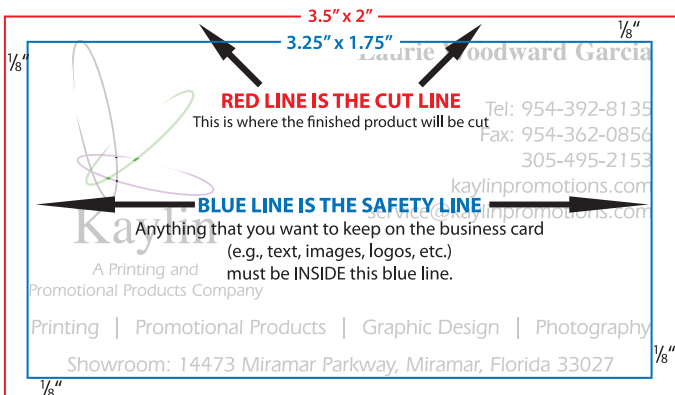 3.5” x 2”
⅛“
3.25” x 1.75”
⅛“
Laurie Woodward Garcia
RED LINE IS THE CUT LINE
This is where the finished product will be cut
Tel: 954-392-8135
Fax: 954-362-0856
305-495-2153
kaylinpromotions.com
service@kaylinpromotions.com
BLUE LINE IS THE SAFETY LINE
Anything that you want to keep on the business card
(e.g., text, images, logos, etc.)
must be INSIDE this blue line.
Kaylin
A Printing and
Promotional Products Company
Printing | Promotional Products | Graphic Design | Photography
Showroom: 14473 Miramar Parkway, Miramar, Florida 33027
⅛“
⅛“